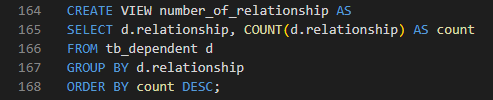 164 CREATE VIEW number_of_relationship AS
165 SELECT d.relationship, COUNT(d.relationship) AS count
166 FROM tb_dependent d
167 GROUP BY d.relationship
168 ORDER BY count DESC;